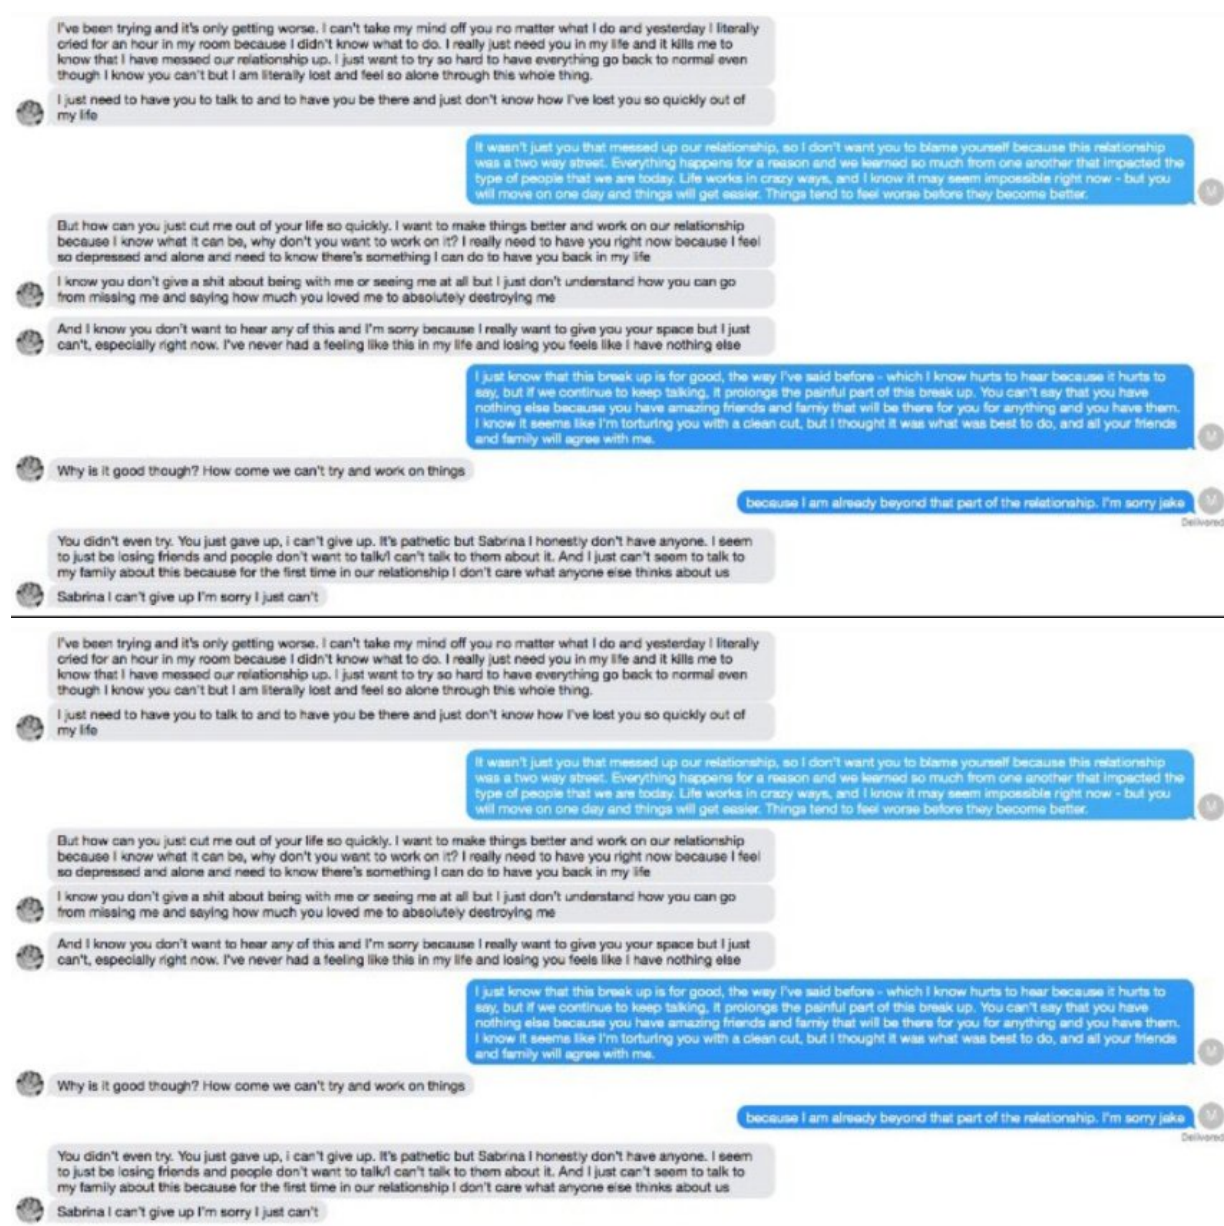 I've been trying and it's only getting worse. I can't take my mind off you no matter what I do and yesterday I literally
cried for an hour in my room because I didn't know what to do. I really just need you in my life and it kills me to
know that I have messed our relationship up. I just want to try so hard to have everything go back to normal even
though I know you can't but I am literally lost and feel so alone through this whole thing.
I just need to have you to talk to and to have you be there and just don't know how I've lost you so quickly out of
my life
It wasn't just you that messed up our relationship, so I don't want you to blame yourself because this relationship
was a two way street. Everything happens for a reason and we learned so much from one another that impacted the
type of people that we are today. Life works in crazy ways, and I know it may seem impossible right now - but you
will move on one day and things will get easier. Things tend to feel worse before they become better.
M
But how can you just cut me out of your life so quickly. I want to make things better and work on our relationship
because I know what it can be, why don't you want to work on it? I really need to have you right now because I feel
so depressed and alone and need to know there's something I can do to have you back in my life
I know you don't give a shit about being with me or seeing me at all but I just don't understand how you can go
from missing me and saying how much you loved me to absolutely destroying me
And I know you don't want to hear any of this and I'm sorry because I really want to give you your space but I just
can't, especially right now. I've never had a feeling like this in my life and losing you feels like I have nothing else
I just know that this break up is for good, the way I've said before - which I know hurts to hear because it hurts to
say, but if we continue to keep talking, it prolongs the painful part of this break up. You can't say that you have
nothing else because you have amazing friends and famiy that will be there for you for anything and you have them.
I know it seems like I'm torturing you with a clean cut, but I thought it was what was best to do, and all your friends
and family will agree with me.
M
Why is it good though? How come we can't try and work on things
because I am already beyond that part of the relationship. I'm sorry jake
M
Delivered
You didn't even try. You just gave up, i can't give up. It's pathetic but Sabrina I honestly don't have anyone. I seem
to just be losing friends and people don't want to talk/I can't talk to them about it. And I just can't seem to talk to
my family about this because for the first time in our relationship I don't care what anyone else thinks about us
Sabrina I can't give up I'm sorry I just can't
I've been trying and it's only getting worse. I can't take my mind off you no matter what I do and yesterday I literally
cried for an hour in my room because I didn't know what to do. I really just need you in my life and it kills me to
know that I have messed our relationship up. I just want to try so hard to have everything go back to normal even
though I know you can't but I am literally lost and feel so alone through this whole thing.
I just need to have you to talk to and to have you be there and just don't know how I've lost you so quickly out of
my life
It wasn't just you that messed up our relationship, so I don't want you to blame yourself because this relationship
was a two way street. Everything happens for a reason and we learned so much from one another that impacted the
type of people that we are today. Life works in crazy ways, and I know it may seem impossible right now - but you
will move on one day and things will get easier. Things tend to feel worse before they become better.
M
But how can you just cut me out of your life so quickly. I want to make things better and work on our relationship
because I know what it can be, why don't you want to work on it? I really need to have you right now because I feel
so depressed and alone and need to know there's something I can do to have you back in my life
I know you don't give a shit about being with me or seeing me at all but I just don't understand how you can go
from missing me and saying how much you loved me to absolutely destroying me
And I know you don't want to hear any of this and I'm sorry because I really want to give you your space but I just
can't, especially right now. I've never had a feeling like this in my life and losing you feels like I have nothing else
I just know that this break up is for good, the way I've said before - which I know hurts to hear because it hurts to
say, but if we continue to keep talking, it prolongs the painful part of this break up. You can't say that you have
nothing else because you have amazing friends and famiy that will be there for you for anything and you have them.
I know it seems like I'm torturing you with a clean cut, but I thought it was what was best to do, and all your friends
and family will agree with me.
M
Why is it good though? How come we can't try and work on things
because I am already beyond that part of the relationship. I'm sorry jake
M
Delivered
You didn't even try. You just gave up, i can't give up. It's pathetic but Sabrina I honestly don't have anyone. I seem
to just be losing friends and people don't want to talk/I can't talk to them about it. And I just can't seem to talk to
my family about this because for the first time in our relationship I don't care what anyone else thinks about us
Sabrina I can't give up I'm sorry I just can't